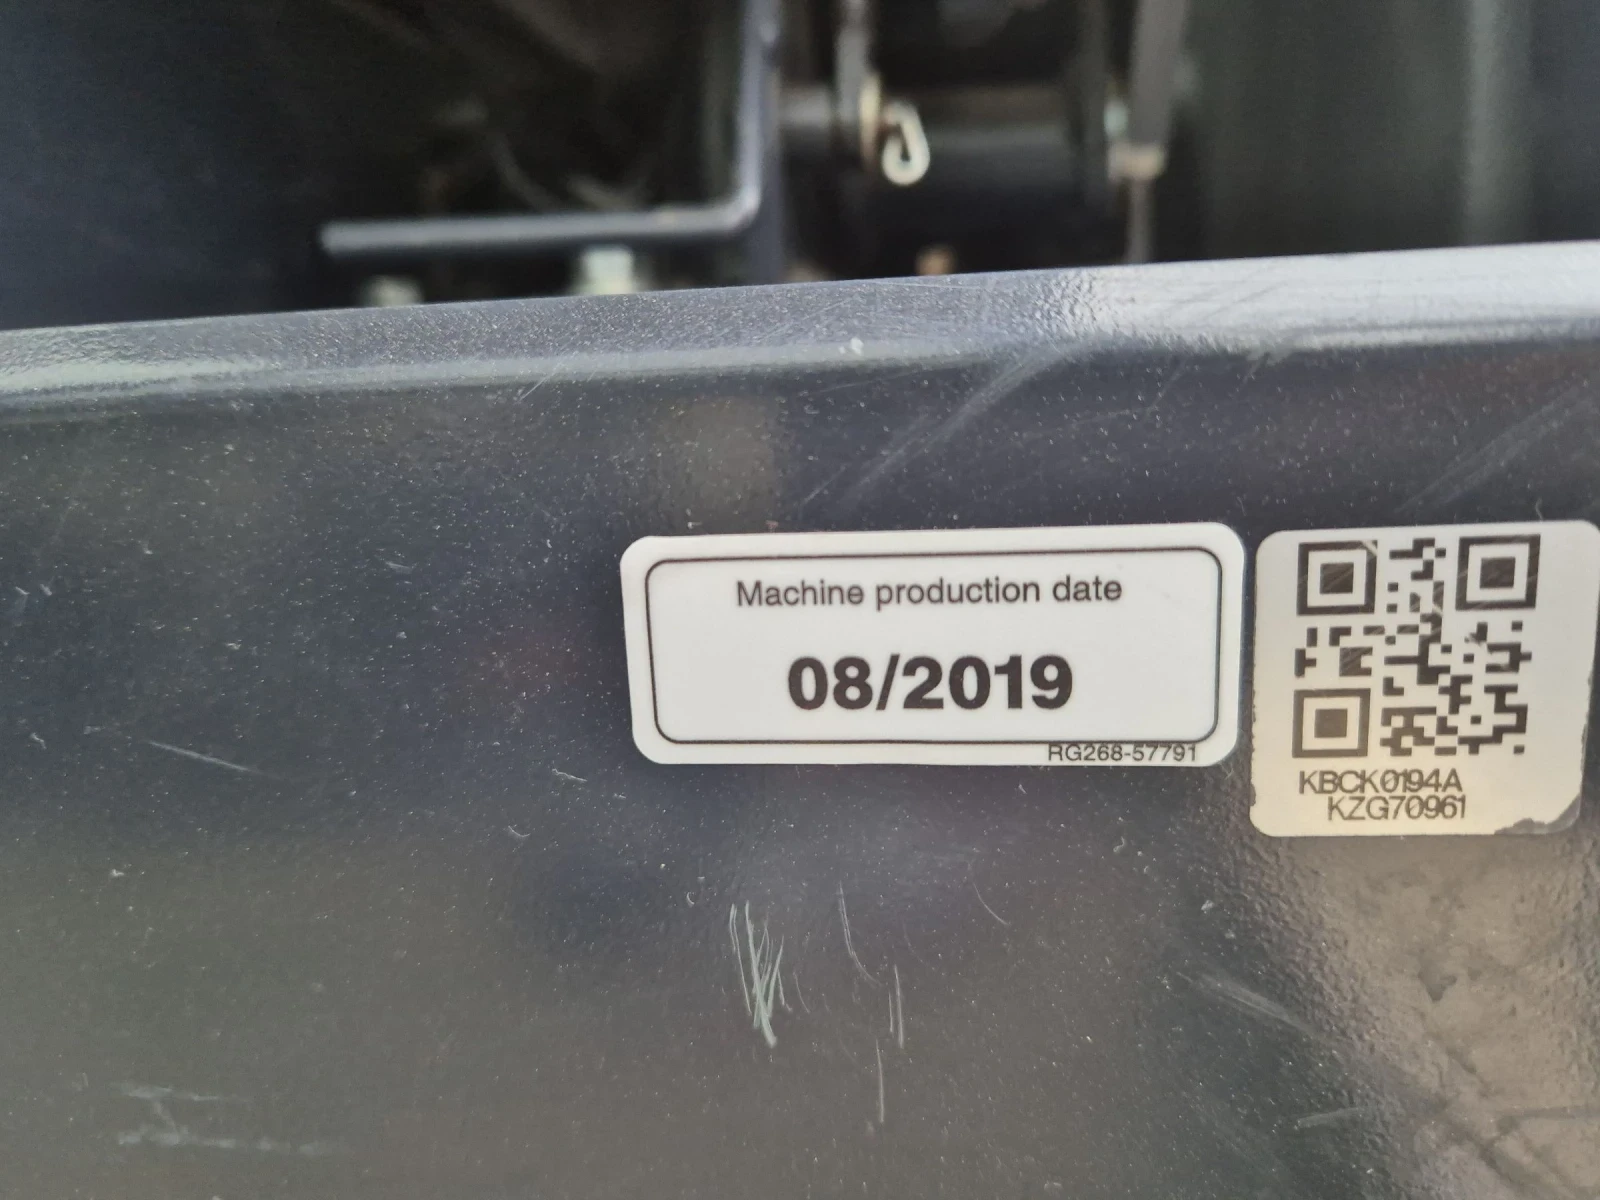 Machine production date
08/2019
RG268-57791
KBCK0194A
KZG70961